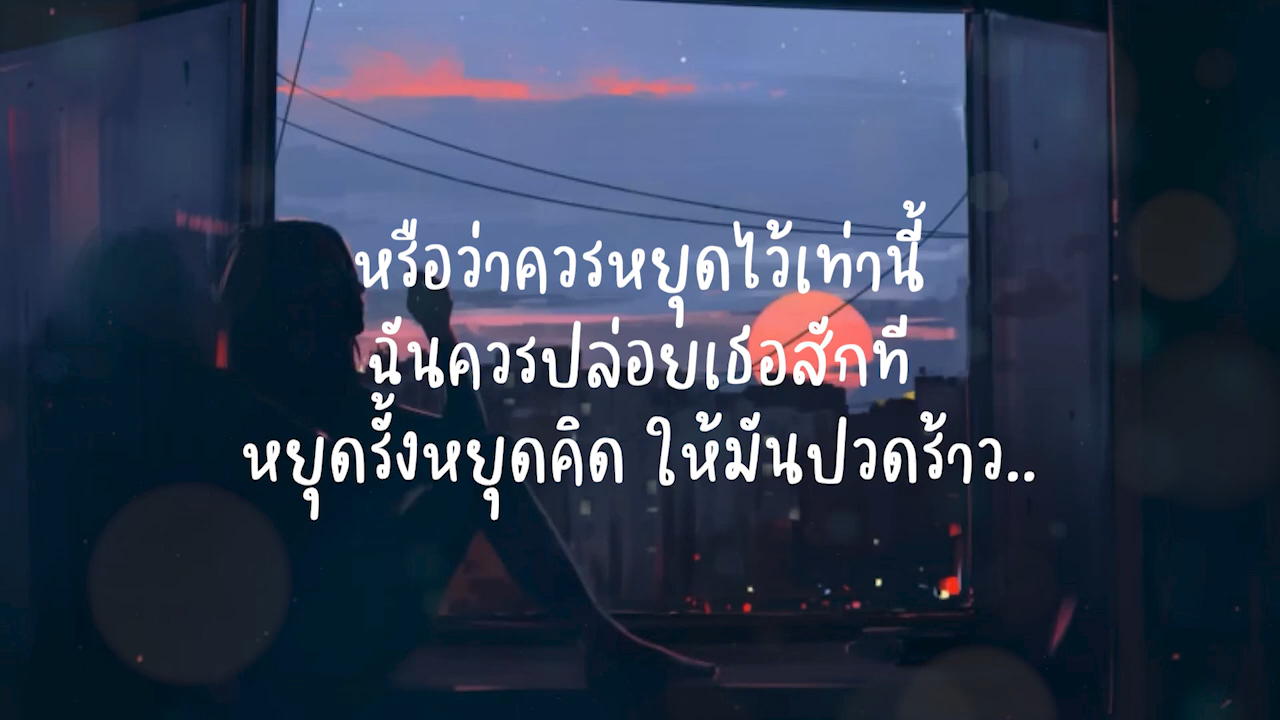 หรือว่าควรหยุดไว้เท่านี้
ฉันควรปล่อยเธอสักที
หยุดรั้งหยุดคิด ให้มันปวดร้าว..